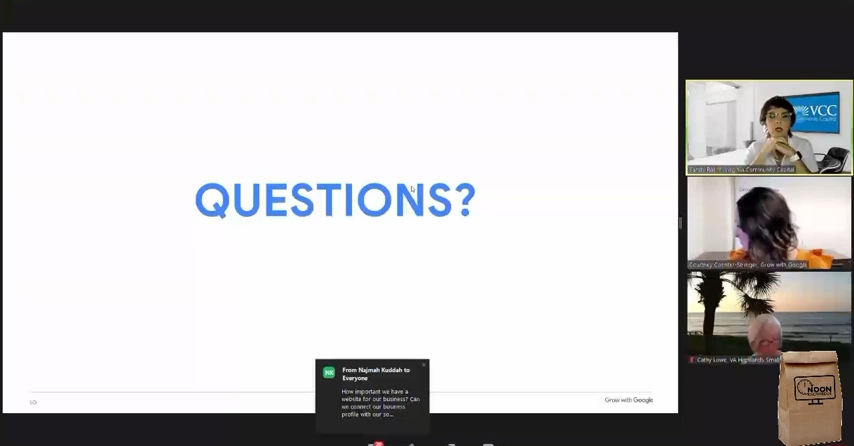 QUESTIONS?
From Najmah Kuddah to
Everyone
NK
How important we have a
website for our business? Can
we connect our business
profile with our so...
Grow with Google
VCC
Community Capital
Courtney Counter-Stringer, Grow with Google
Cathy Lowe, VA Highlands Small
NOON